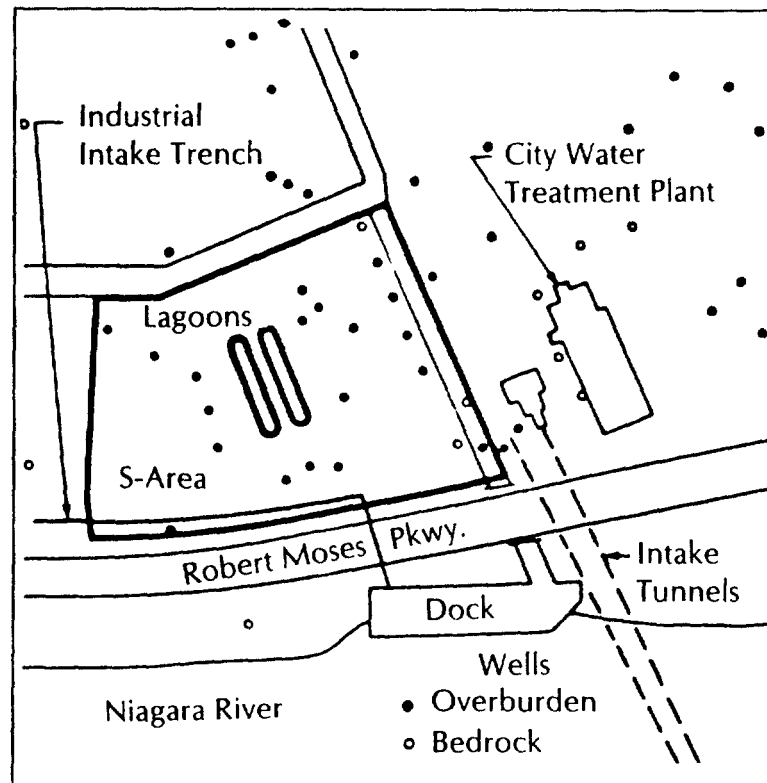 Industrial
Intake Trench
City Water
Treatment Plant
Lagoons
S-Area
Robert Moses Pkwy.
Intake
Tunnels
Dock
Wells
Overburden
Bedrock
Niagara River